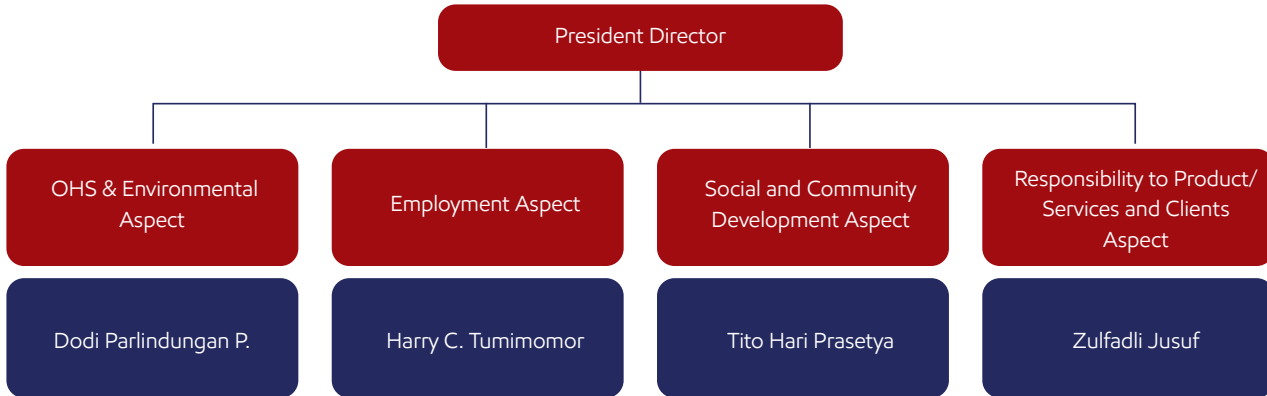 President Director
OHS & Environmental
Aspect
Employment Aspect
Social and Community
Development Aspect
Responsibility to Product/
Services and Clients
Aspect
Dodi Parlindungan P.
Harry C. Tumimomor
Tito Hari Prasetya
Zulfadli Jusuf